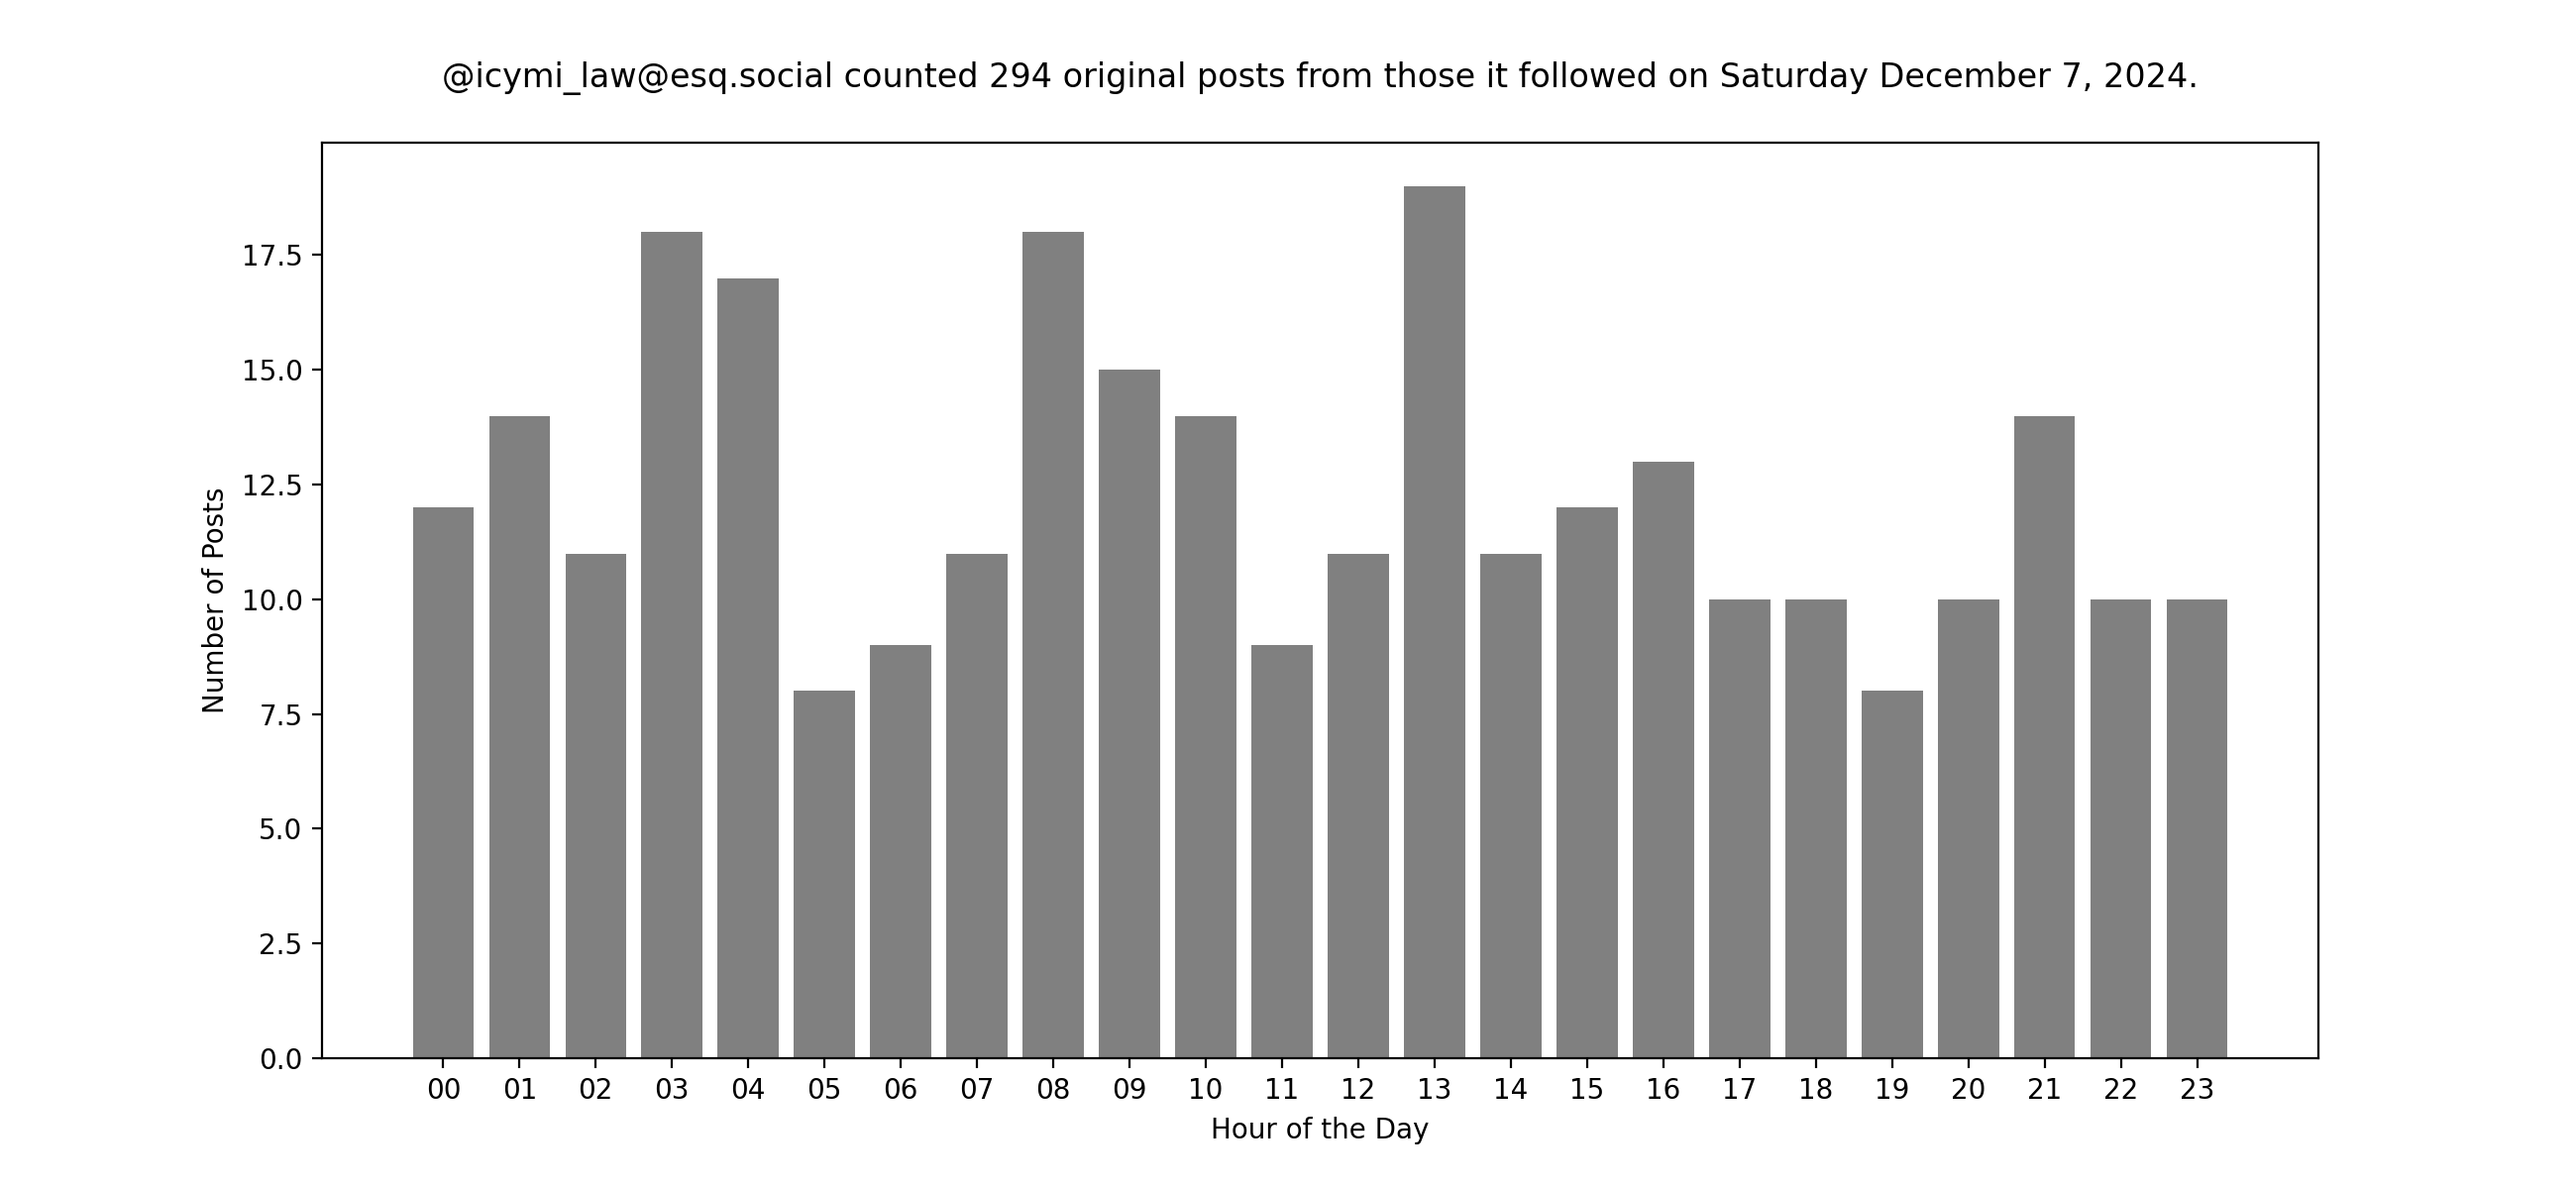 @icymi_law@esq.social counted 294 original posts from those it followed on Saturday December 7, 2024.
17.5
15.0
12.5
10.0
7.5
5.0
2.5
0.0
Number of Posts
00 01 02 03 04 05 06 07 08 09 10 11 12 13 14 15 16 17 18 19 20 21 22 23
Hour of the Day